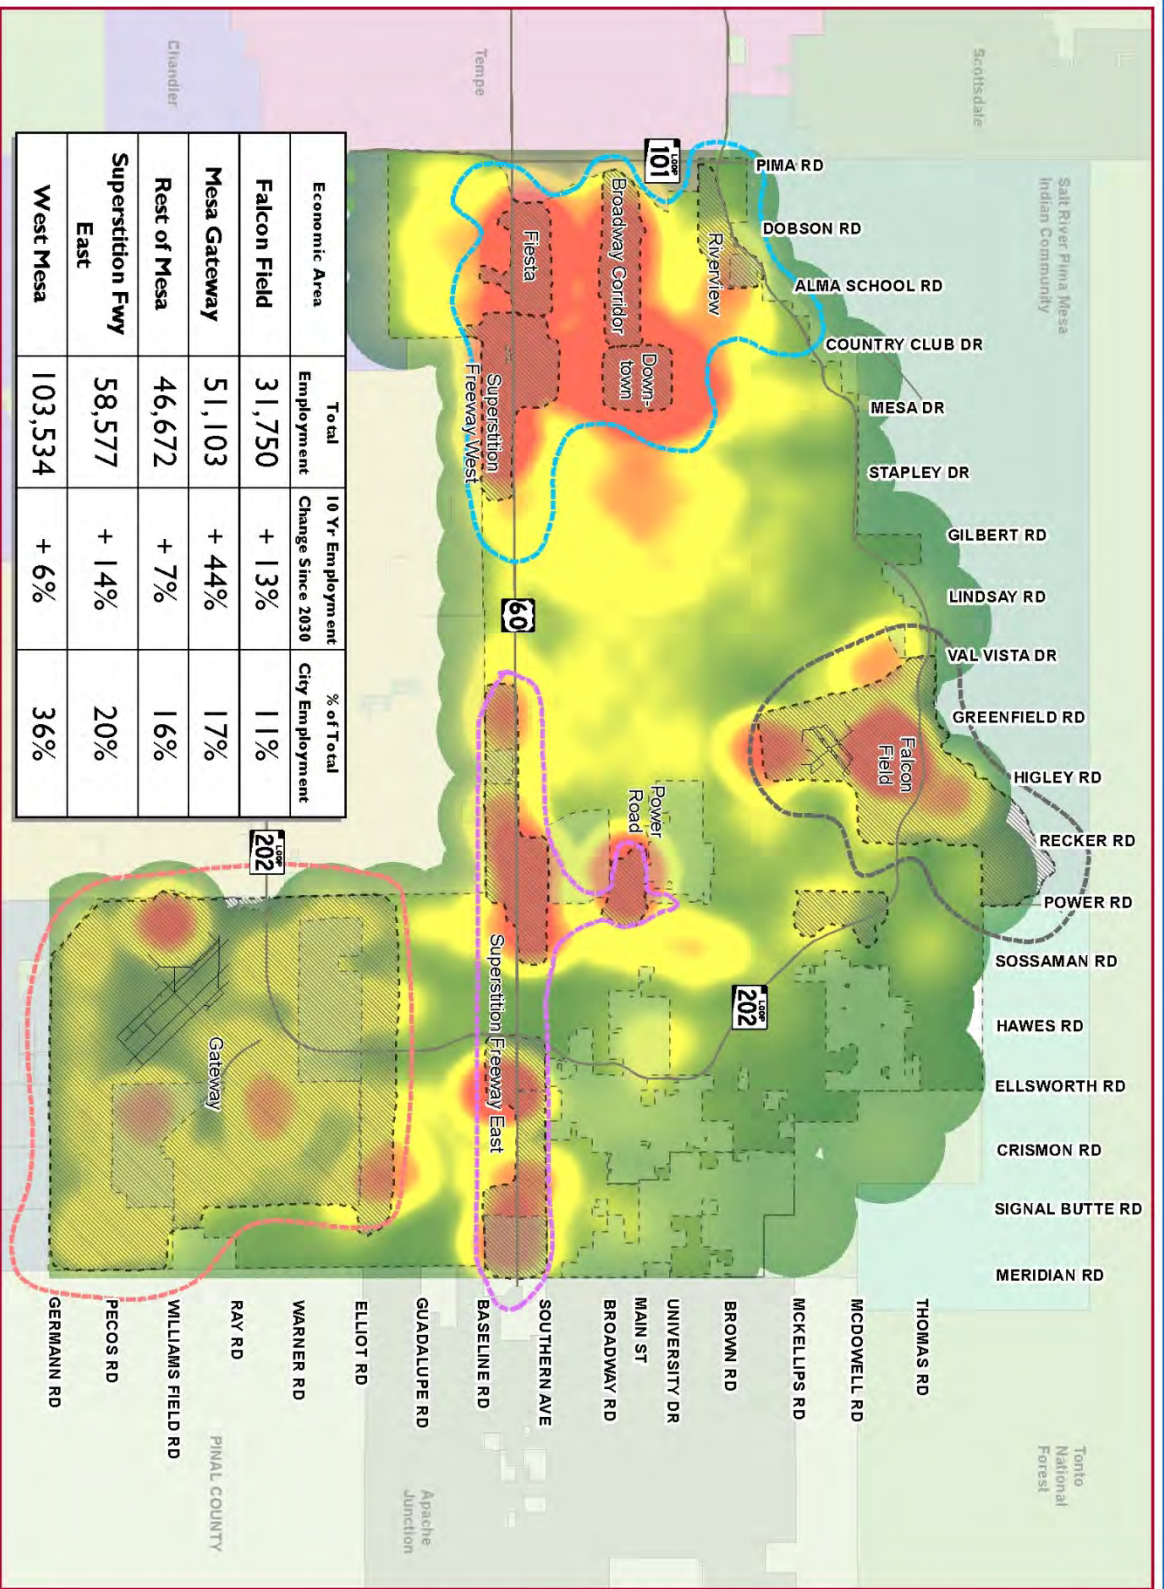 Scottsdale
Salt River Pima Mesa
Indian Community
Tonto
National
Forest
Tempe
Chandler
Apache
Junction
PINAL COUNTY
PIMA RD
DOBSON RD
ALMA SCHOOL RD
COUNTRY CLUB DR
MESA DR
STAPLEY DR
GILBERT RD
LINDSAY RD
VAL VISTA DR
GREENFIELD RD
HIGLEY RD
RECKER RD
POWER RD
SOSSAMAN RD
HAWES RD
ELLSWORTH RD
CRISMON RD
SIGNAL BUTTE RD
MERIDIAN RD
THOMAS RD
MCDOWELL RD
MCKELLIPS RD
BROWN RD
UNIVERSITY DR
MAIN ST
BROADWAY RD
SOUTHERN AVE
BASELINE RD
GUADALUPE RD
ELLIOT RD
WARNER RD
RAY RD
WILLIAMS FIELD RD
PECOS RD
GERMANN RD
LOOP
101
Riverview
Broadway Corridor
Down-
town
Fiesta
Superstition
Freeway West
60
Falcon
Field
Power
Road
LOOP
202
Superstition Freeway East
LOOP
202
Gateway
Economic Area
Total
Employment
10 Yr Employment
Change Since 2030
% of Total
City Employment
Falcon Field 31,750 + 13% 11%
Mesa Gateway 51,103 + 44% 17%
Rest of Mesa 46,672 + 7% 16%
Superstition Fwy
East 58,577 + 14% 20%
West Mesa 103,534 + 6% 36%